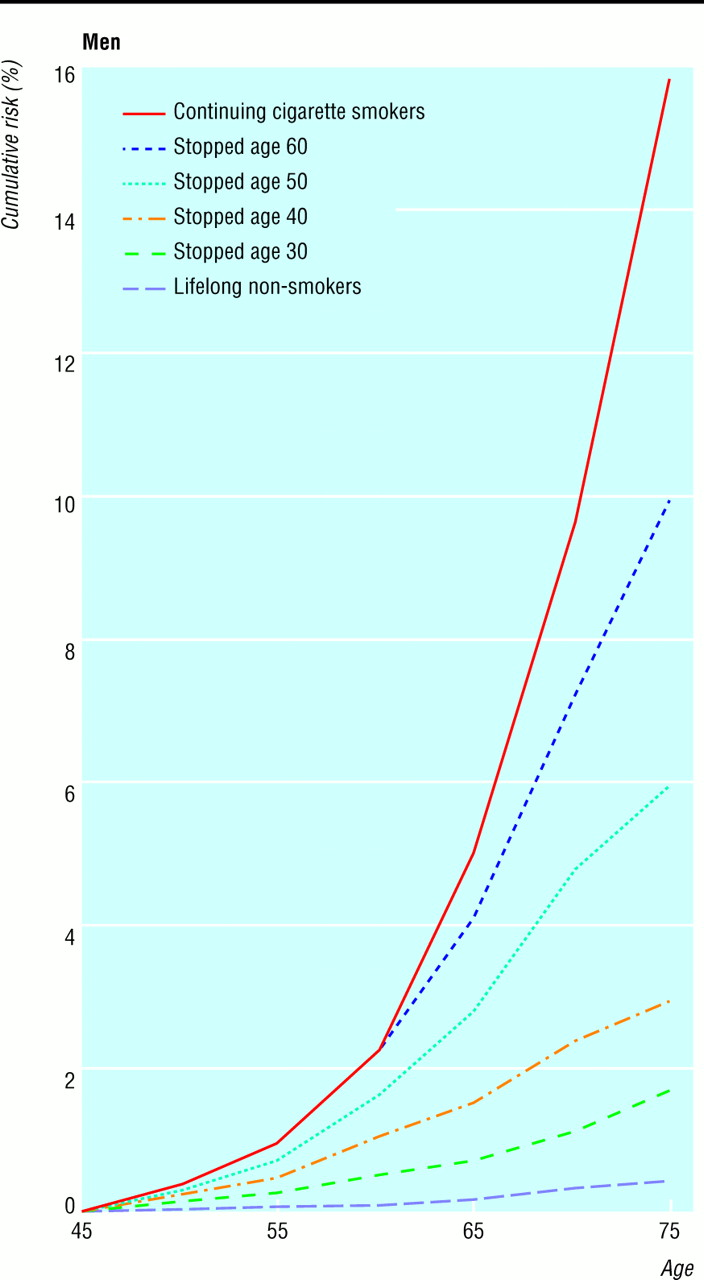 Men
Cumulative risk (%)
16
14
12
10
8
6
4
2
0
Continuing cigarette smokers
Stopped age 60
Stopped age 50
Stopped age 40
Stopped age 30
Lifelong non-smokers
45 55 65 75
Age